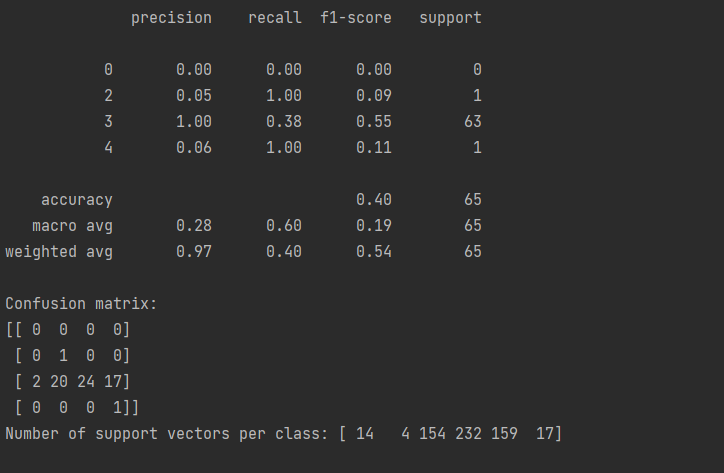 precision recall f1-score support
0 0.00 0.00 0.00 0
2 0.05 1.00 0.09 1
3 1.00 0.38 0.55 63
4 0.06 1.00 0.11 1
accuracy 0.40 65
macro avg 0.28 0.60 0.19 65
weighted avg 0.97 0.40 0.54 65
Confusion matrix:
[[ 0 0 0 0]
[ 0 1 0 0]
[ 2 20 24 17]
[ 0 0 0 1]]
Number of support vectors per class: [ 14 4 154 232 159 17]